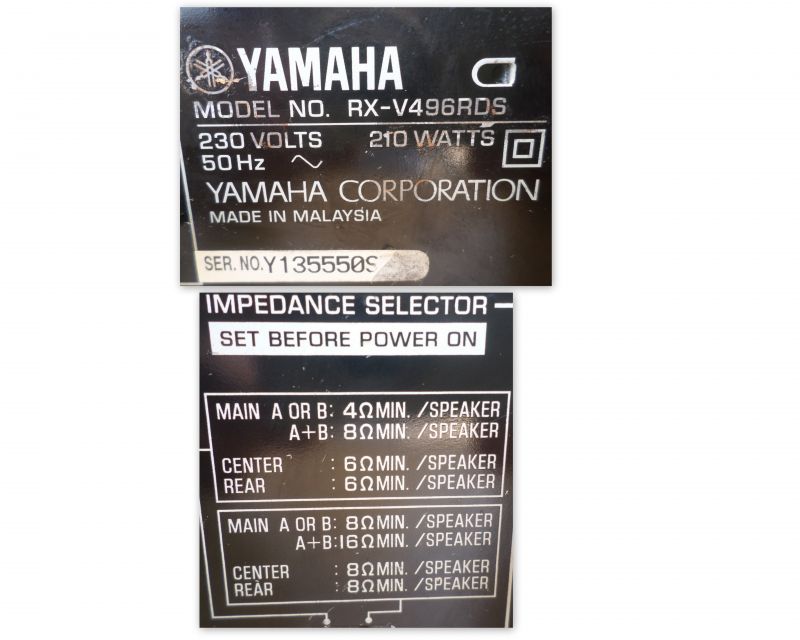 YAMAHA
MODEL NO. RX-V496RDS
230 VOLTS 210 WATTS
50 Hz ~
YAMAHA CORPORATION
MADE IN MALAYSIA
SER. NO. Y135550S
IMPEDANCE SELECTOR
SET BEFORE POWER ON
MAIN A OR B: 4ΩMIN. /SPEAKER
A+B: 8ΩMIN. /SPEAKER
CENTER : 6ΩMIN. /SPEAKER
REAR : 6ΩMIN. /SPEAKER
MAIN A OR B: 8ΩMIN. /SPEAKER
A+B:16ΩMIN. /SPEAKER
CENTER : 8ΩMIN. /SPEAKER
REAR : 8ΩMIN. /SPEAKER